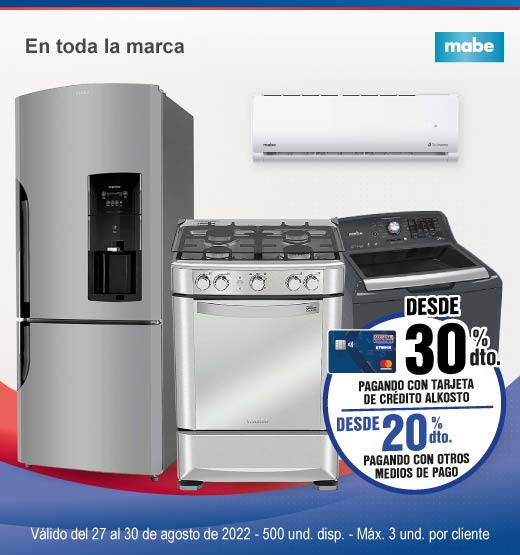 En toda la marca
mabe
mabe
mabe
DESDE
30% dto.
PAGANDO CON TARJETA
DE CRÉDITO ALKOSTO
DESDE 20% dto.
PAGANDO CON OTROS
MEDIOS DE PAGO
Válido del 27 al 30 de agosto de 2022 - 500 und. disp. - Máx. 3 und. por cliente